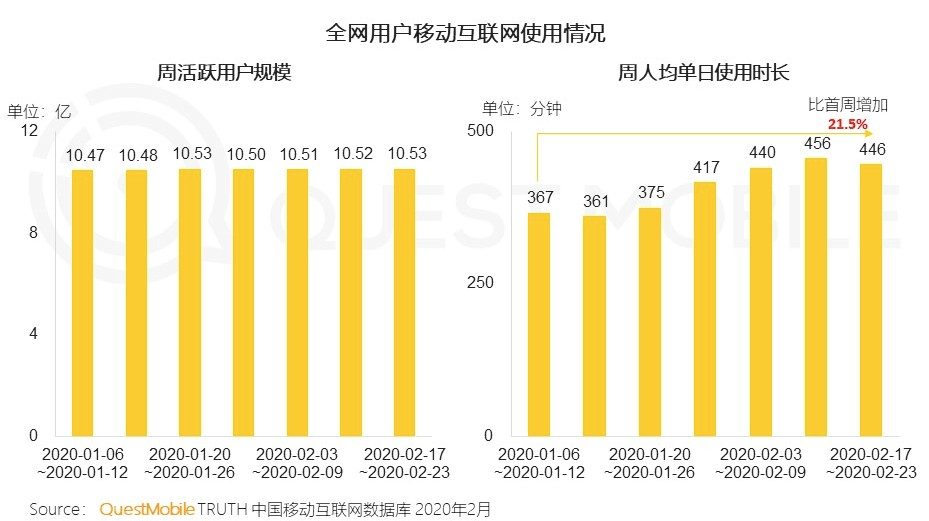 全网用户移动互联网使用情况
周活跃用户规模
单位：亿
12
8
4
0
10.47 10.48 10.53 10.50 10.51 10.52 10.53
2020-01-06 ~2020-01-12
2020-01-20 ~2020-01-26
2020-02-03 ~2020-02-09
2020-02-17 ~2020-02-23
周人均单日使用时长
单位：分钟
比首周增加
21.5%
500
250
0
367 361 375 417 440 456 446
2020-01-06 ~2020-01-12
2020-01-20 ~2020-01-26
2020-02-03 ~2020-02-09
2020-02-17 ~2020-02-23
QUEST MOBILE
Source：QuestMobile TRUTH 中国移动互联网数据库 2020年2月